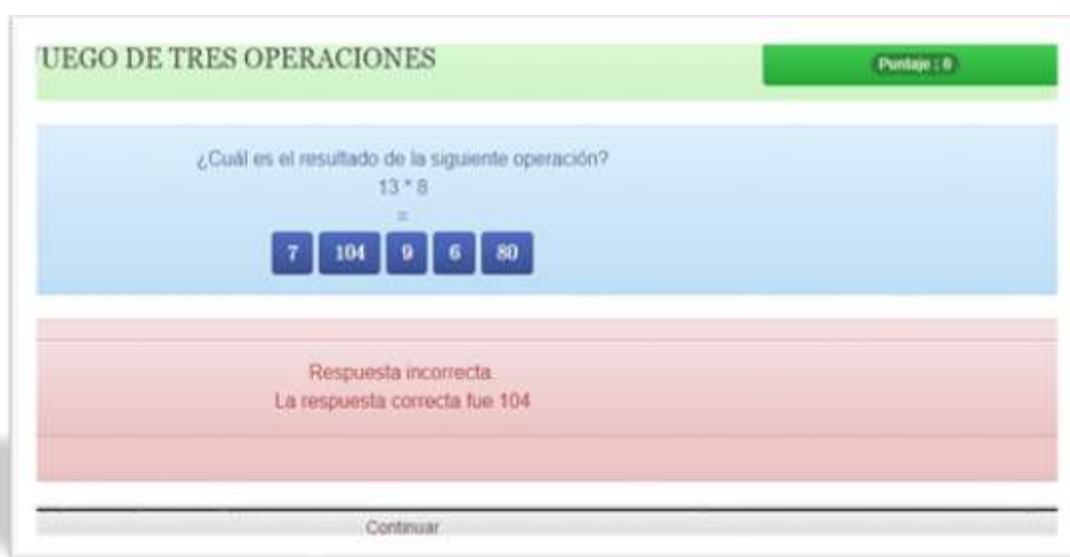 JUEGO DE TRES OPERACIONES
Puntaje : 0
¿Cuál es el resultado de la siguiente operación?
13 * 8
=
7 104 9 6 80
Respuesta incorrecta.
La respuesta correcta fue 104
Continuar